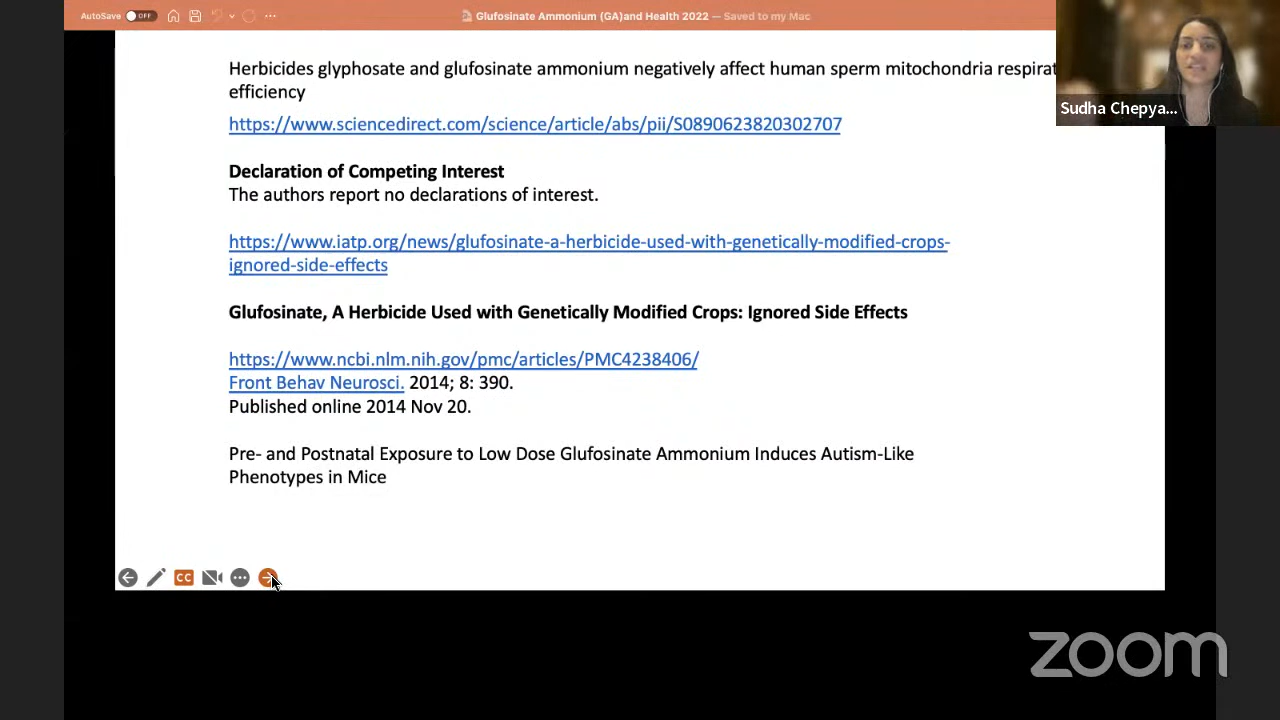 AutoSave OFF
Glufosinate Ammonium (GA)and Health 2022 — Saved to my Mac
Herbicides glyphosate and glufosinate ammonium negatively affect human sperm mitochondria respirat
efficiency
https://www.sciencedirect.com/science/article/abs/pii/S0890623820302707
Sudha Chepya...
Declaration of Competing Interest
The authors report no declarations of interest.
https://www.iatp.org/news/glufosinate-a-herbicide-used-with-genetically-modified-crops-
ignored-side-effects
Glufosinate, A Herbicide Used with Genetically Modified Crops: Ignored Side Effects
https://www.ncbi.nlm.nih.gov/pmc/articles/PMC4238406/
Front Behav Neurosci. 2014; 8: 390.
Published online 2014 Nov 20.
Pre- and Postnatal Exposure to Low Dose Glufosinate Ammonium Induces Autism-Like
Phenotypes in Mice
CC
zoom